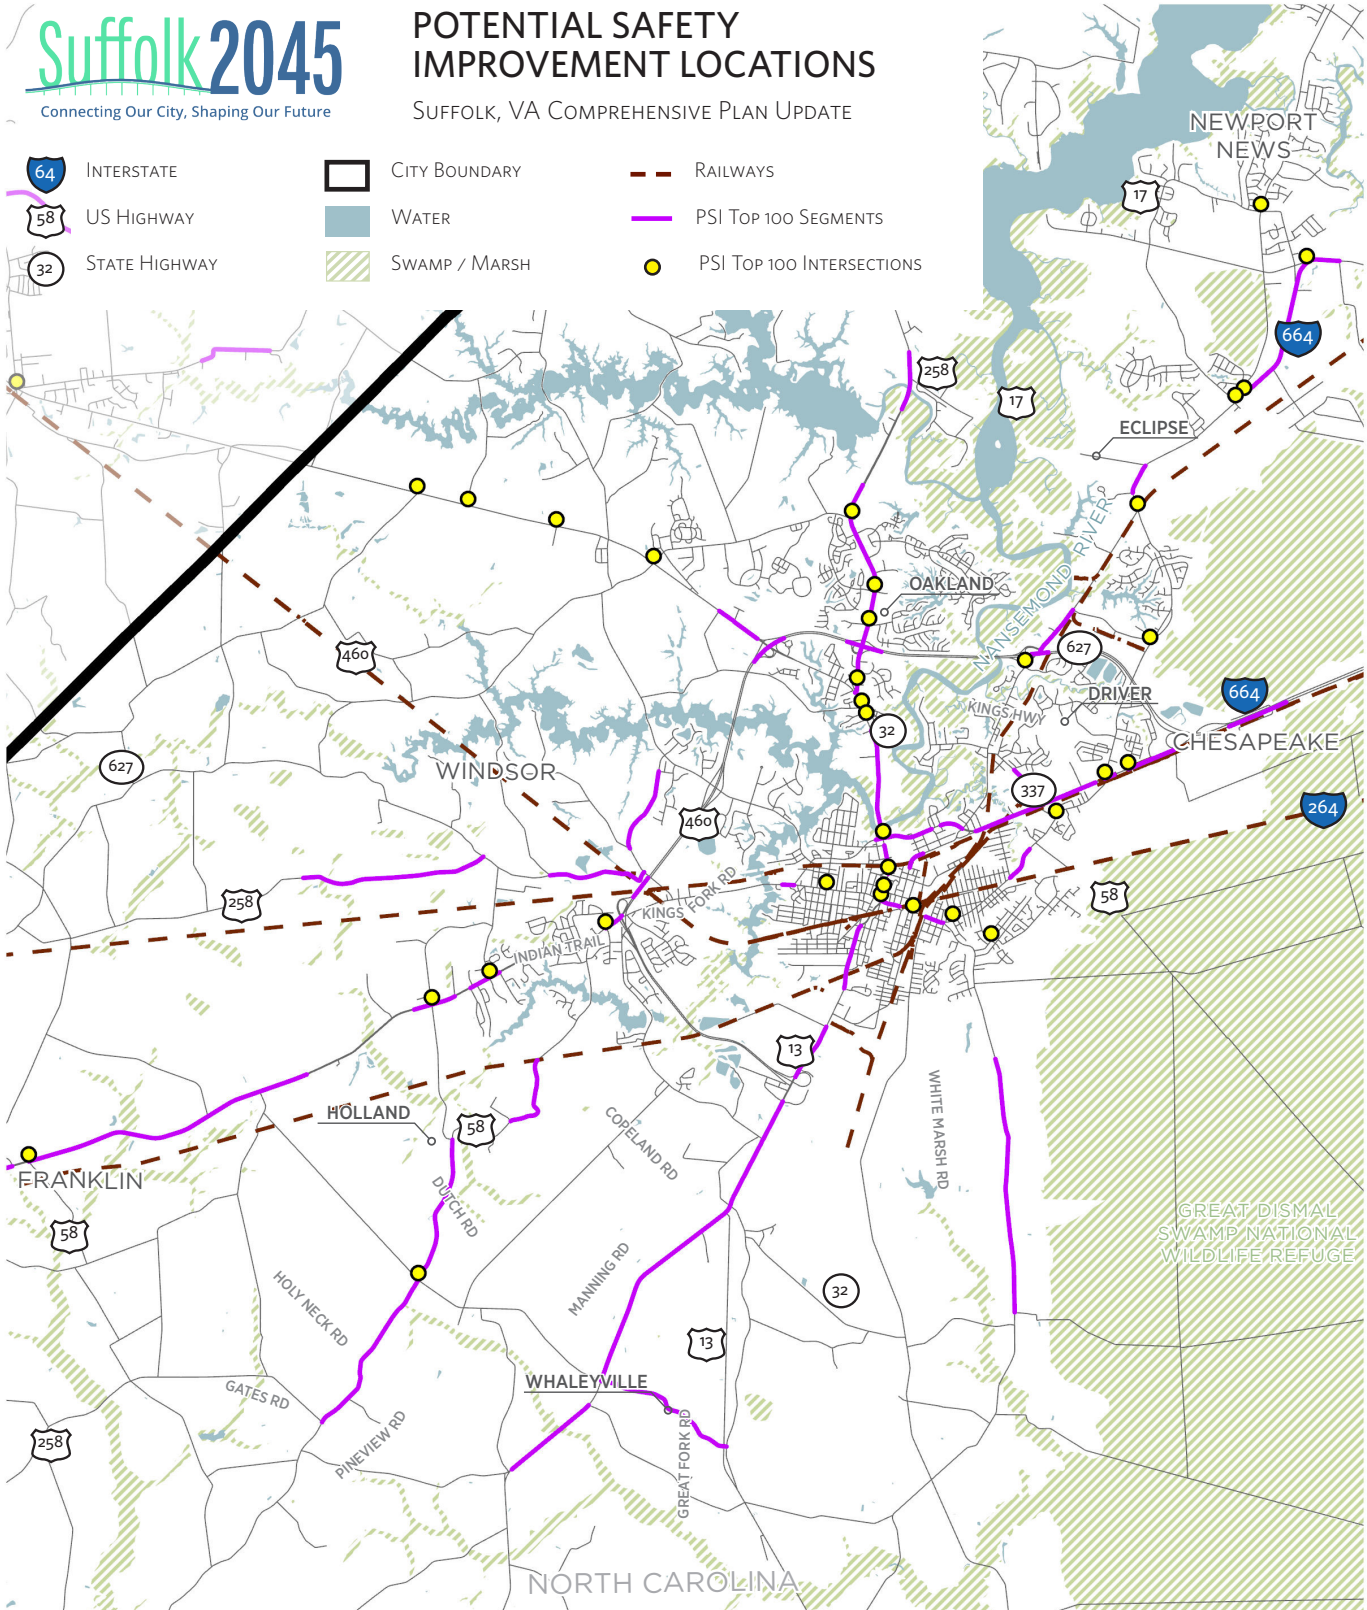 Suffolk 2045
Connecting Our City, Shaping Our Future
POTENTIAL SAFETY
IMPROVEMENT LOCATIONS
Suffolk, VA Comprehensive Plan Update
64 Interstate
58 US Highway
32 State Highway
City Boundary
Water
Swamp / Marsh
Railways
PSI Top 100 Segments
PSI Top 100 Intersections
NEWPORT
NEWS
17
664
258
17
ECLIPSE
NANSEMOND RIVER
OAKLAND
460
627
664
DRIVER
KINGS HWY
32
CHESAPEAKE
627
WINDSOR
337
264
460
258
58
KINGS FORK RD
INDIAN TRAIL
13
HOLLAND
58
COPELAND RD
WHITE MARSH RD
FRANKLIN
DUTCH RD
58
GREAT DISMAL
SWAMP NATIONAL
WILDLIFE REFUGE
MANNING RD
HOLY NECK RD
32
13
WHALEYVILLE
GATES RD
PINEVIEW RD
GREAT FORK RD
258
NORTH CAROLINA